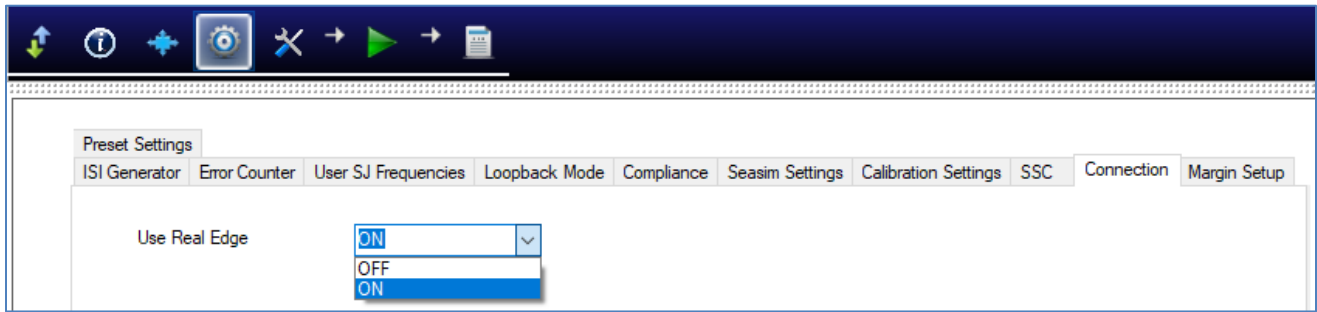 Preset Settings
ISI Generator Error Counter User SJ Frequencies Loopback Mode Compliance Seasim Settings Calibration Settings SSC Connection Margin Setup
Use Real Edge ON
OFF
ON